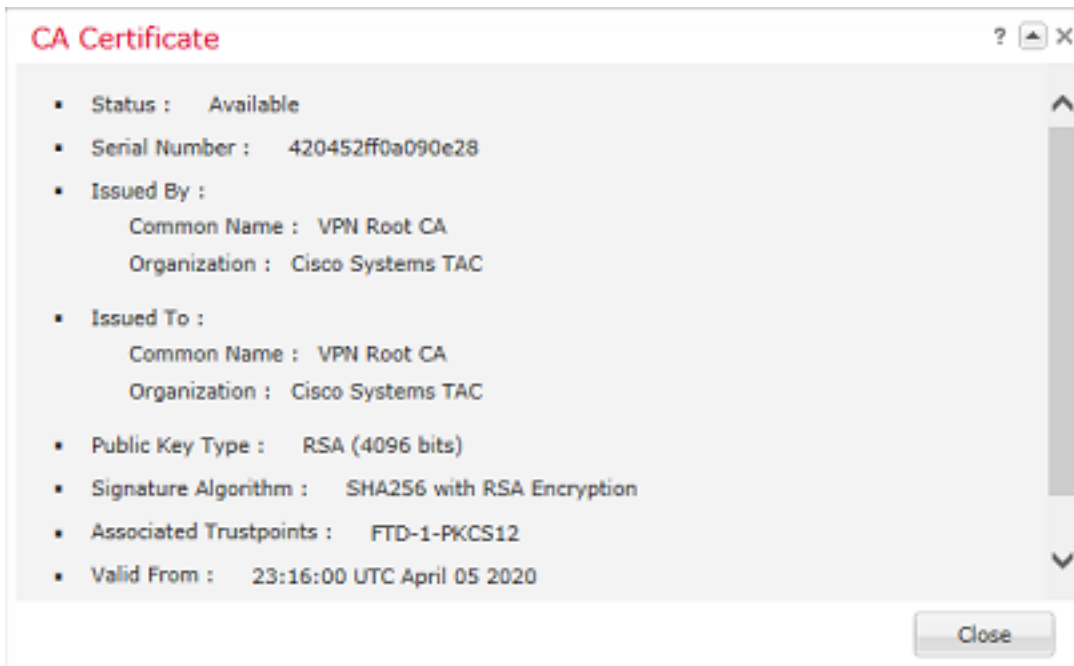 CA Certificate
?
Status : Available
Serial Number : 420452ff0a090e28
Issued By :
Common Name : VPN Root CA
Organization : Cisco Systems TAC
Issued To :
Common Name : VPN Root CA
Organization : Cisco Systems TAC
Public Key Type : RSA (4096 bits)
Signature Algorithm : SHA256 with RSA Encryption
Associated Trustpoints : FTD-1-PKCS12
Valid From : 23:16:00 UTC April 05 2020
Close